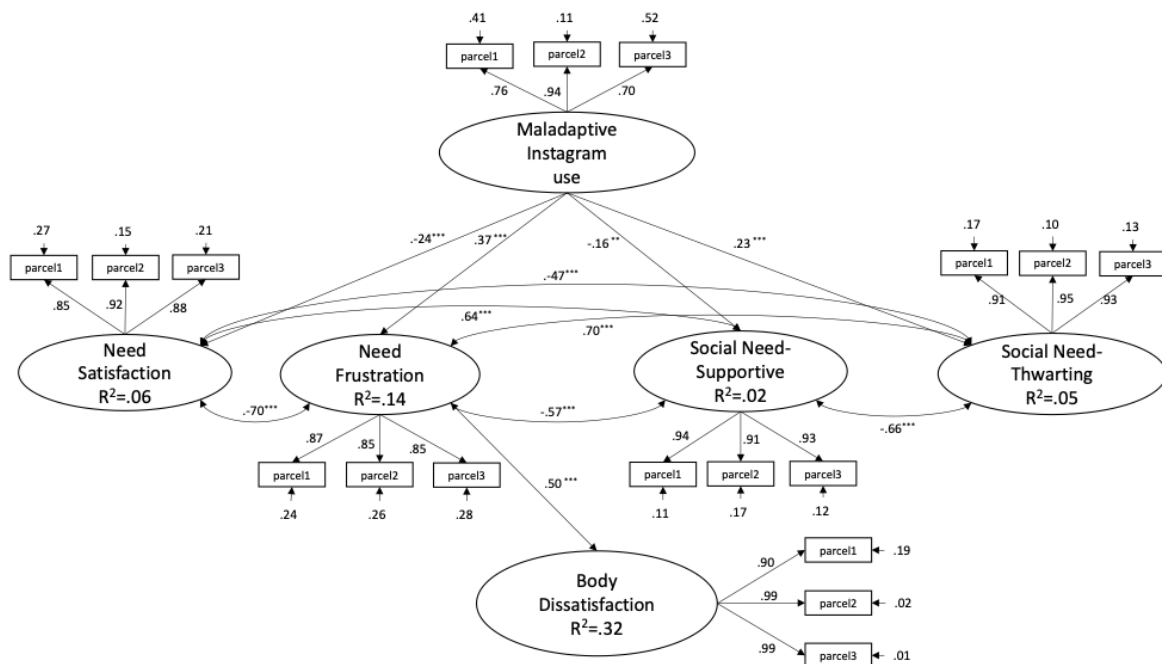 .41 .11 .52
parcel1 parcel2 parcel3
.76 .94 .70
Maladaptive
Instagram
use
.-24*** .37*** -.16** .23***
.27 .15 .21
parcel1 parcel2 parcel3
.85 .92 .88
.17 .10 .13
parcel1 parcel2 parcel3
.91 .95 .93
.-47***
.64***
.70***
Need
Satisfaction
R²=.06
Need
Frustration
R²=.14
Social Need-
Supportive
R²=.02
Social Need-
Thwarting
R²=.05
.-70***
-.57***
-.66***
.87 .85 .85
parcel1 parcel2 parcel3
.24 .26 .28
.94 .91 .93
parcel1 parcel2 parcel3
.11 .17 .12
.50***
Body
Dissatisfaction
R²=.32
.90 parcel1 .19
.99 parcel2 .02
.99 parcel3 .01